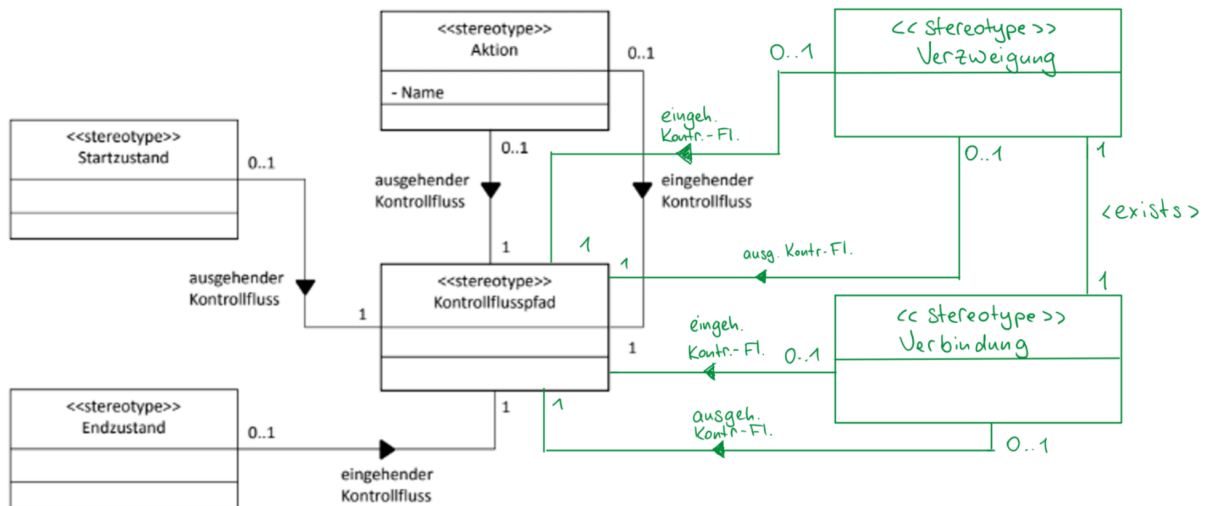 <<stereotype>>
Aktion
- Name
0..1
0..1
ausgehender
Kontrollfluss
eingehender
Kontrollfluss
1
1
<<stereotype>>
Startzustand
0..1
ausgehender
Kontrollfluss
1
<<stereotype>>
Kontrollflusspfad
<<stereotype>>
Endzustand
0..1
eingehender
Kontrollfluss
1
<< Stereotype >>
Verzweigung
0..1
eingeh.
Kontr.-Fl.
1
0..1
ausg. Kontr.-Fl.
1
1
<exists>
1
<< Stereotype >>
Verbindung
eingeh.
Kontr.-Fl.
0..1
ausgeh.
Kontr-Fl.
1
0..1